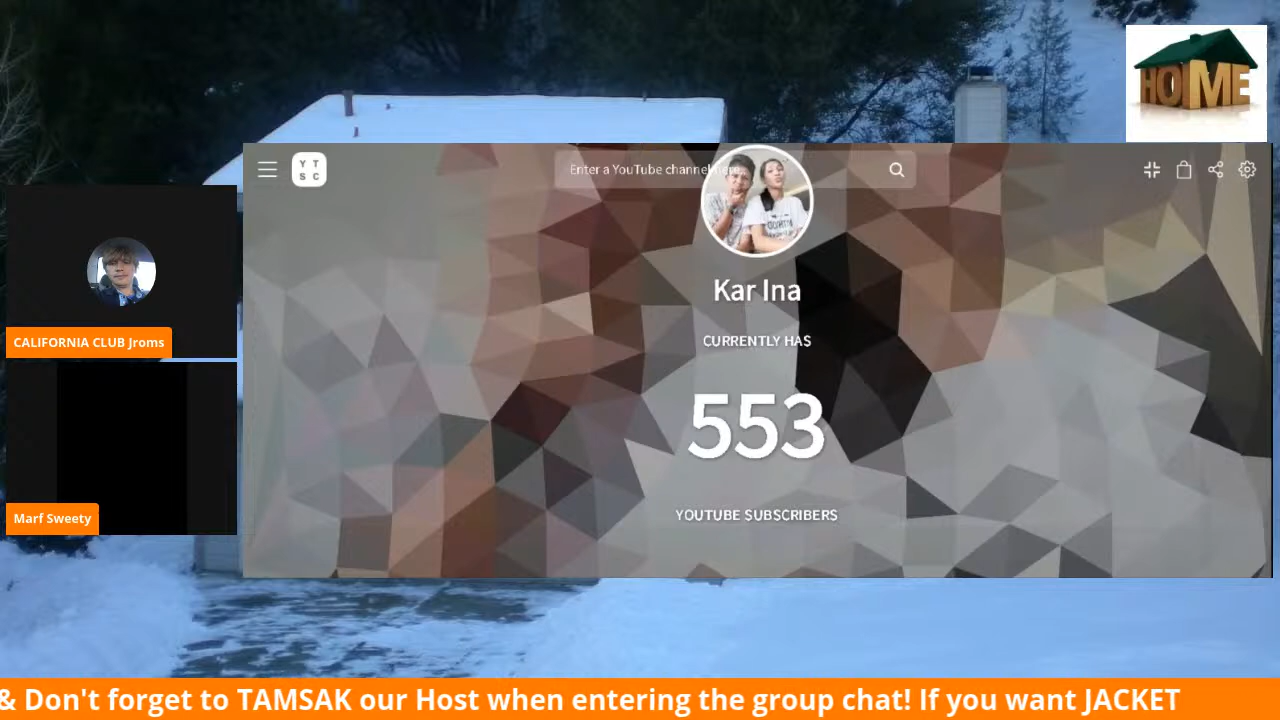 HOME
Y T
S C
Enter a YouTube channel here...
Kar Ina
CURRENTLY HAS
553
YOUTUBE SUBSCRIBERS
CALIFORNIA CLUB Jroms
Marf Sweety
& Don't forget to TAMSAK our Host when entering the group chat! If you want JACKET